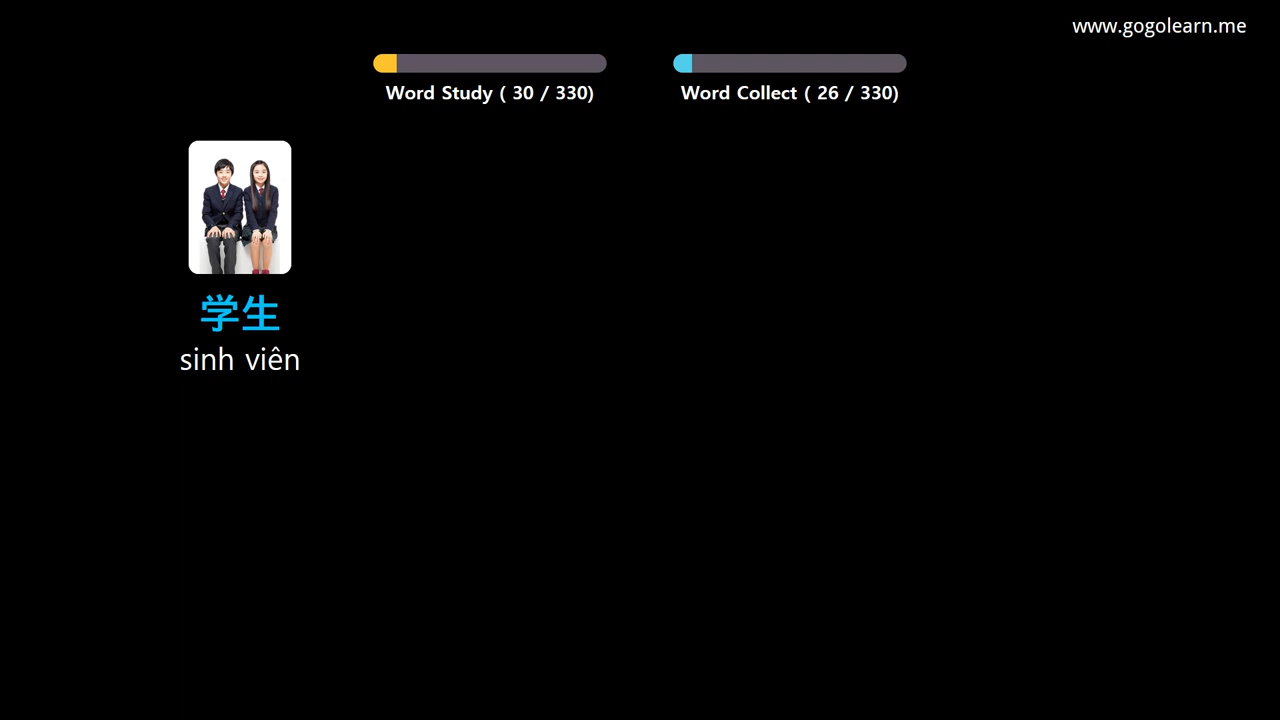 www.gogolearn.me
Word Study ( 30 / 330)
Word Collect ( 26 / 330)
学生
sinh viên